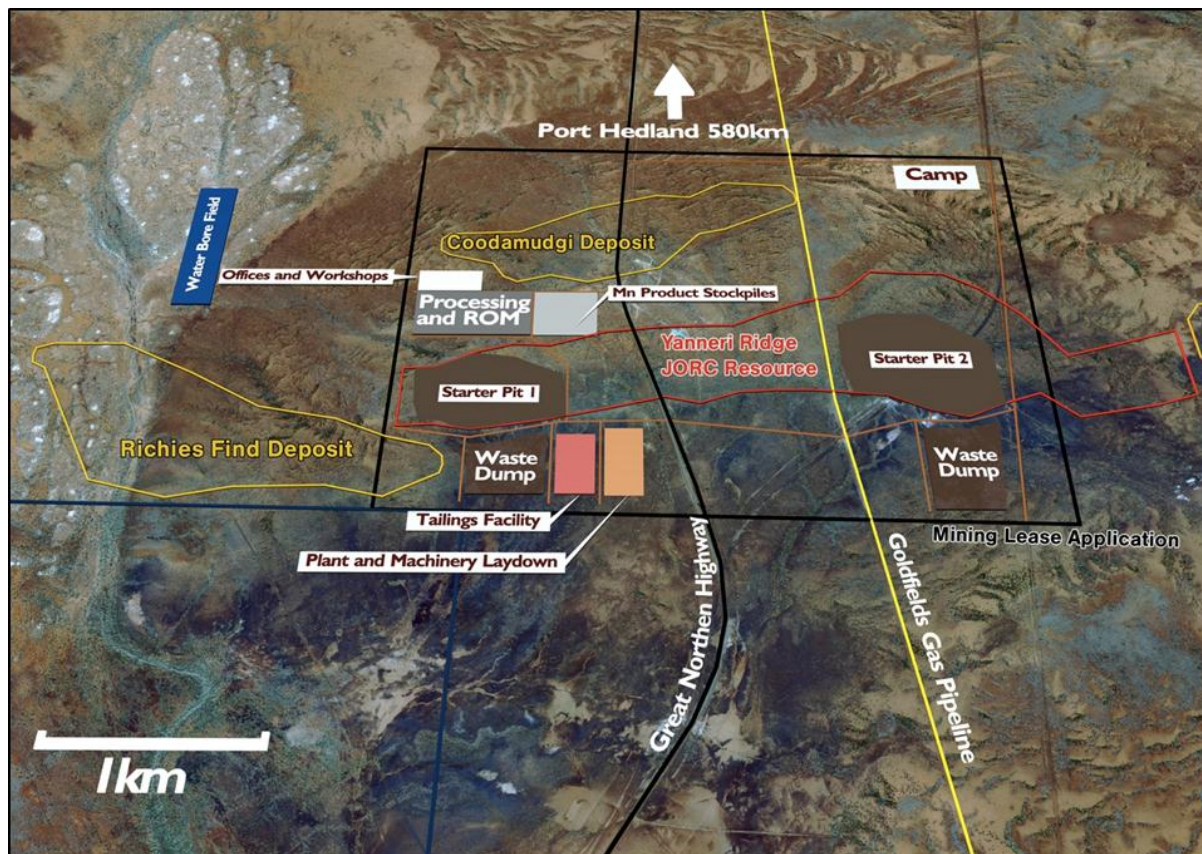 Port Hedland 580km
Camp
Water Bore Field
Coodamudgi Deposit
Offices and Workshops
Processing
and ROM
Mn Product Stockpiles
Yanneri Ridge
JORC Resource
Starter Pit 2
Starter Pit 1
Richies Find Deposit
Waste
Dump
Waste
Dump
Tailings Facility
Plant and Machinery Laydown
Mining Lease Application
Great Northen Highway
Goldfields Gas Pipeline
1km